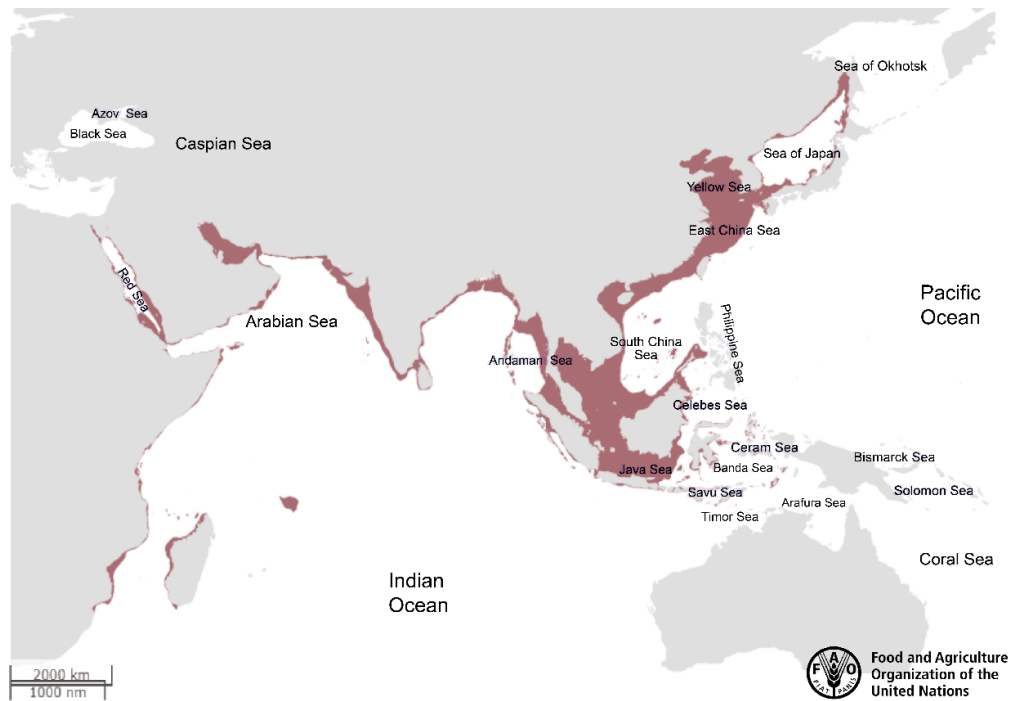 Sea of Okhotsk
Azov Sea
Black Sea
Caspian Sea
Sea of Japan
Yellow Sea
East China Sea
Red Sea
Arabian Sea
Pacific
Ocean
Philippine Sea
South China
Sea
Andaman Sea
Celebes Sea
Ceram Sea
Bismarck Sea
Java Sea
Banda Sea
Savu Sea
Solomon Sea
Arafura Sea
Timor Sea
Coral Sea
Indian
Ocean
2000 km
1000 nm
F A O
FIAT PANIS
Food and Agriculture
Organization of the
United Nations